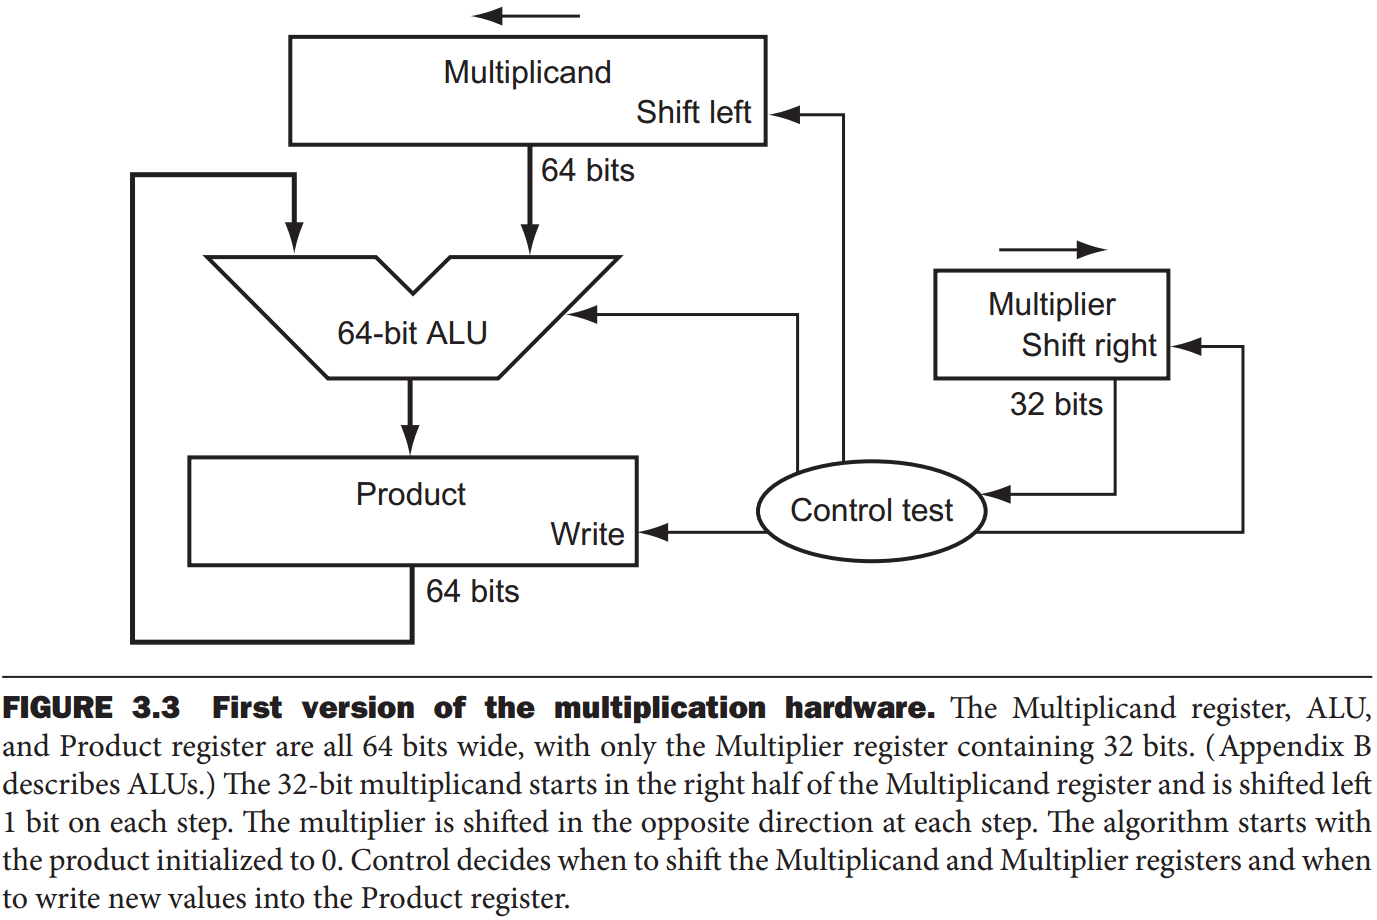 Multiplicand
Shift left
64 bits
64-bit ALU
Multiplier
Shift right
32 bits
Product
Write
Control test
64 bits
FIGURE 3.3 First version of the multiplication hardware. The Multiplicand register, ALU,
and Product register are all 64 bits wide, with only the Multiplier register containing 32 bits. (Appendix B
describes ALUs.) The 32-bit multiplicand starts in the right half of the Multiplicand register and is shifted left
1 bit on each step. The multiplier is shifted in the opposite direction at each step. The algorithm starts with
the product initialized to 0. Control decides when to shift the Multiplicand and Multiplier registers and when
to write new values into the Product register.